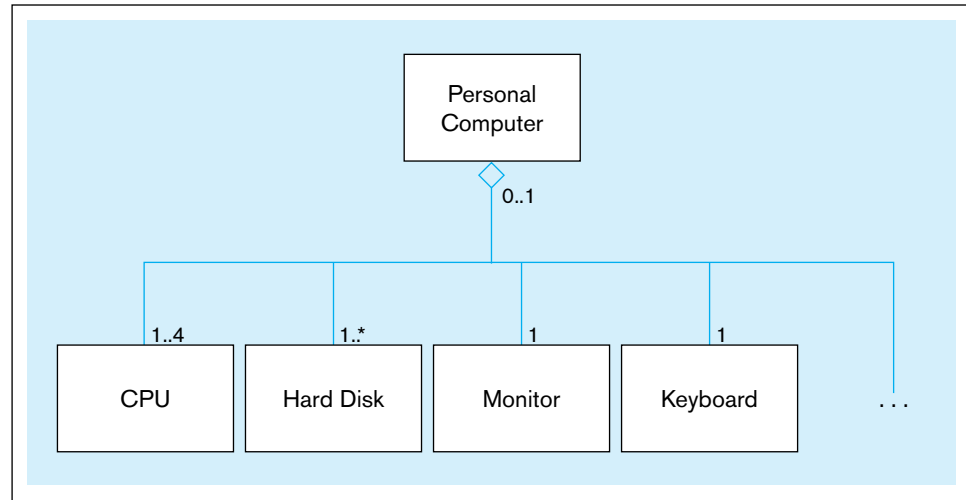 Personal
Computer
0..1
1..4
1..*
1
1
CPU
Hard Disk
Monitor
Keyboard
. . .